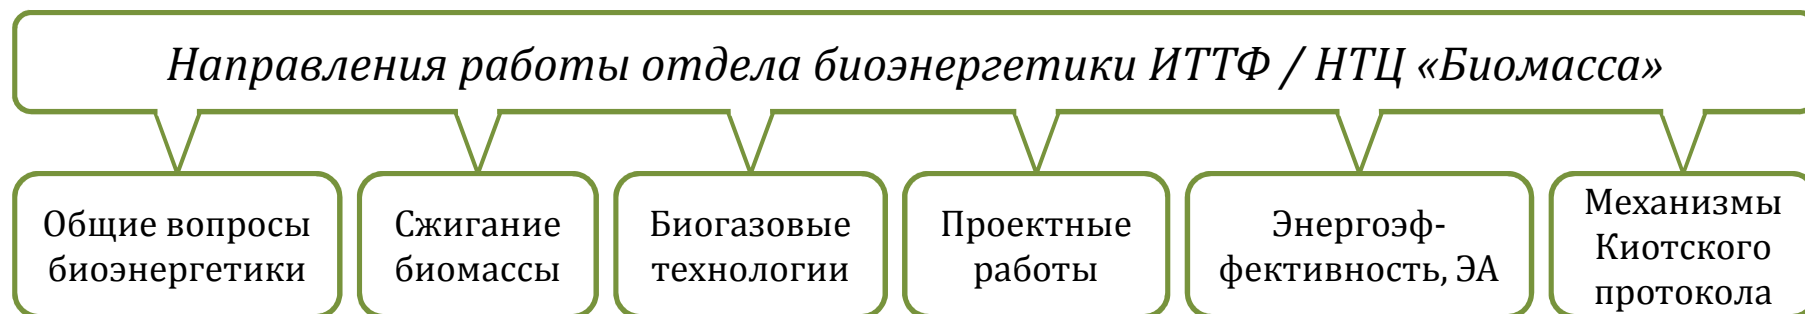 Направления работы отдела биоэнергетики ИТТФ / НТЦ «Биомасса»
Общие вопросы
биоэнергетики
Сжигание
биомассы
Биогазовые
технологии
Проектные
работы
Энергоэф-
фективность, ЭА
Механизмы
Киотского
протокола